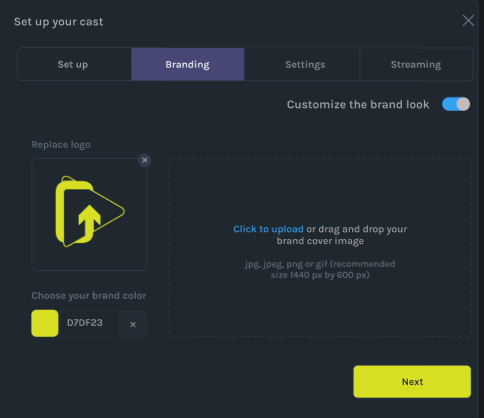 Set up your cast
Set up
Branding
Settings
Streaming
Customize the brand look
Replace logo
Click to upload or drag and drop your
brand cover image
jpg, jpeg, png or gif (recommended
size 1440 px by 600 px)
Choose your brand color
D7DF23
Next